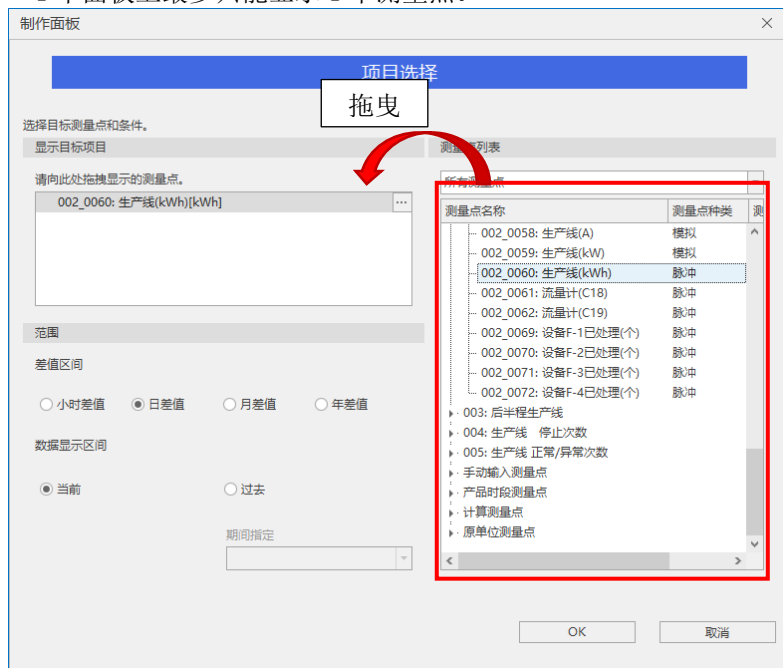 制作面板
项目选择
拖曳
选择目标测量点和条件。
显示目标项目
测量点列表
请向此处拖拽显示的测量点。
所有测量点
002_0060: 生产线(kWh)[kWh]
...
测量点名称 测量点种类 测
002_0058: 生产线(A) 模拟
002_0059: 生产线(kW) 模拟
002_0060: 生产线(kWh) 脉冲
002_0061: 流量计(C18) 脉冲
002_0062: 流量计(C19) 脉冲
002_0069: 设备F-1已处理(个) 脉冲
002_0070: 设备F-2已处理(个) 脉冲
002_0071: 设备F-3已处理(个) 脉冲
002_0072: 设备F-4已处理(个) 脉冲
003: 后半程生产线
004: 生产线 停止次数
005: 生产线 正常/异常次数
手动输入测量点
产品时段测量点
计算测量点
原单位测量点
范围
差值区间
小时差值 日差值 月差值 年差值
数据显示区间
当前 过去
期间指定
OK 取消